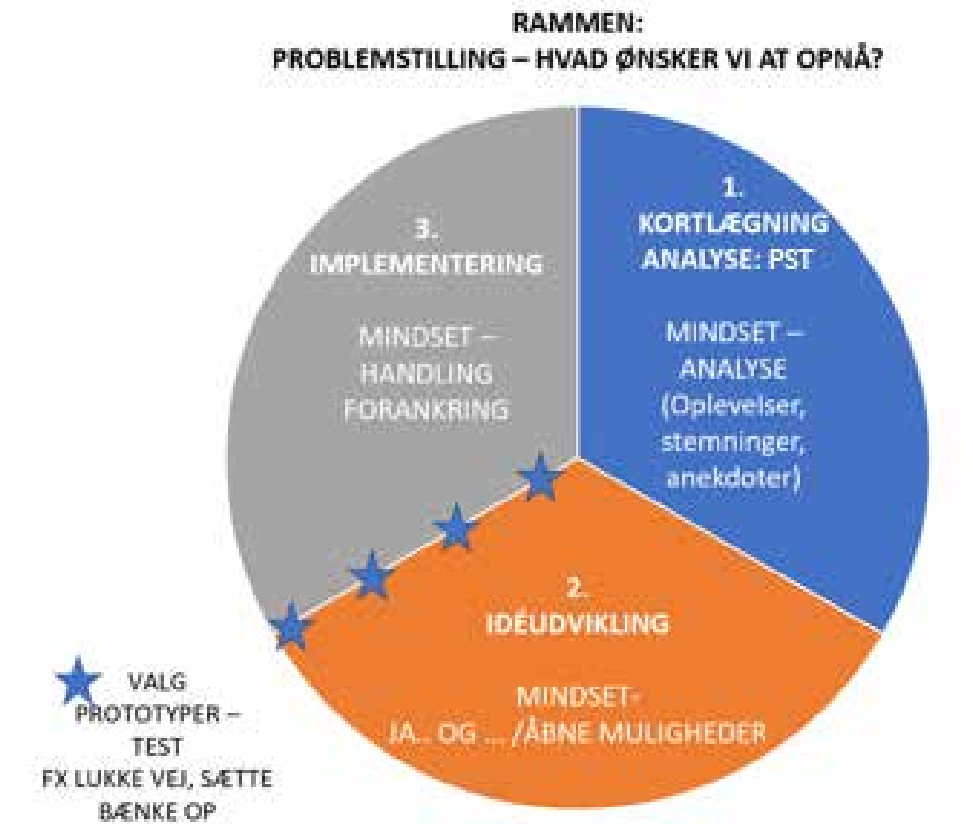 RAMMEN:
PROBLEMSTILLING – HVAD ØNSKER VI AT OPNÅ?
1.
KORTLÆGNING
ANALYSE: PST
MINDSET –
ANALYSE
(Oplevelser,
stemninger,
anekdoter)
2.
IDÉUDVIKLING
MINDSET-
JA.. OG ... /ÅBNE MULIGHEDER
3.
IMPLEMENTERING
MINDSET –
HANDLING
FORANKRING
VALG
PROTOTYPER –
TEST
FX LUKKE VEJ, SÆTTE
BÆNKE OP